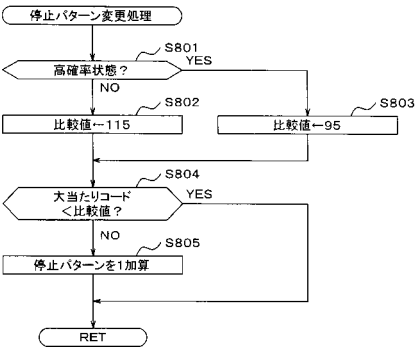 停止パターン変更処理
S801
高確率状態？
YES
NO
S802
比較値←115
S803
比較値←95
S804
大当たりコード
＜比較値？
YES
NO
S805
停止パターンを1加算
RET